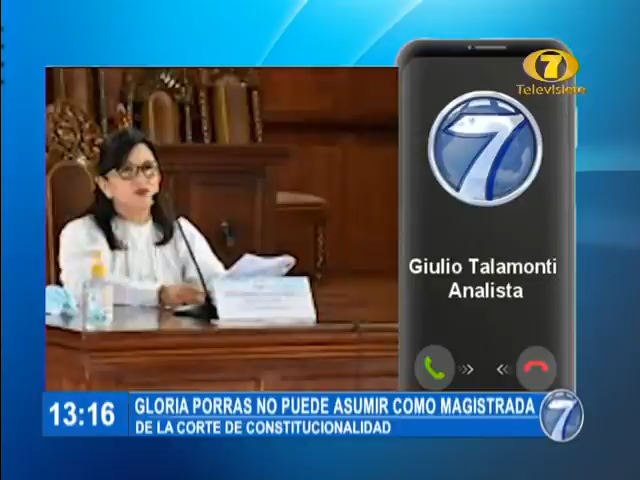 7
Televisiete
7
Giulio Talamonti
Analista
13:16
GLORIA PORRAS NO PUEDE ASUMIR COMO MAGISTRADA
DE LA CORTE DE CONSTITUCIONALIDAD
7